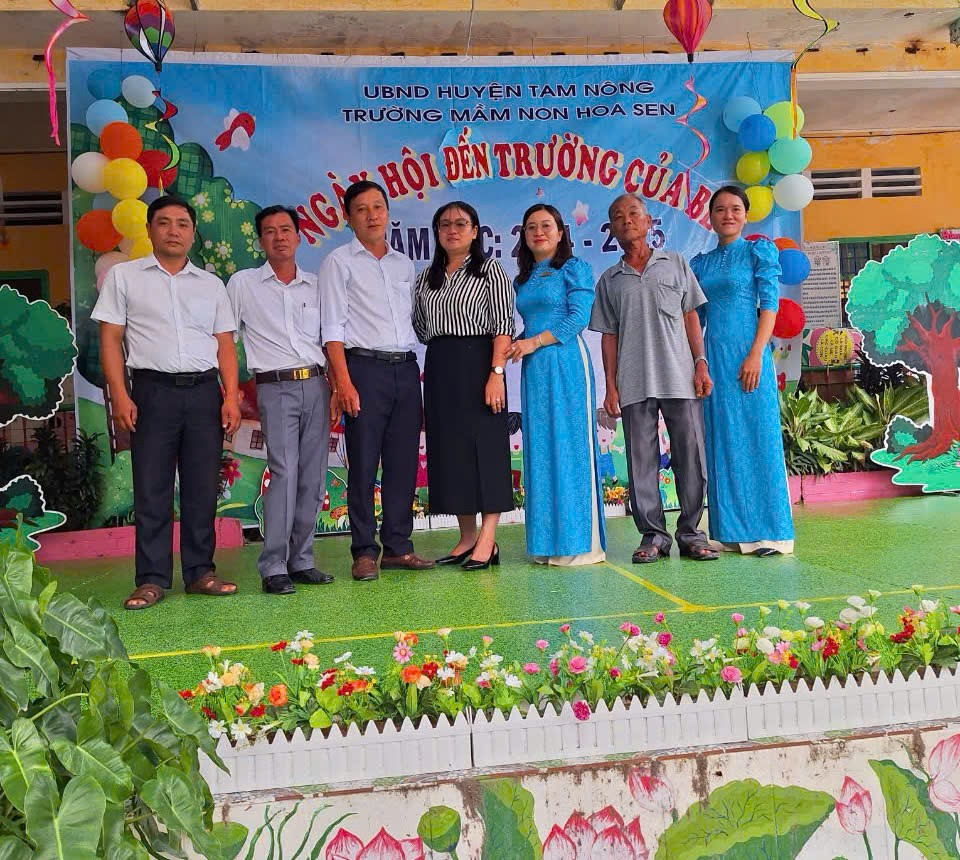 UBND HUYỆN TAM NÔNG
TRƯỜNG MẦM NON HOA SEN
NGÀY HỘI ĐẾN TRƯỜNG CỦA BÉ